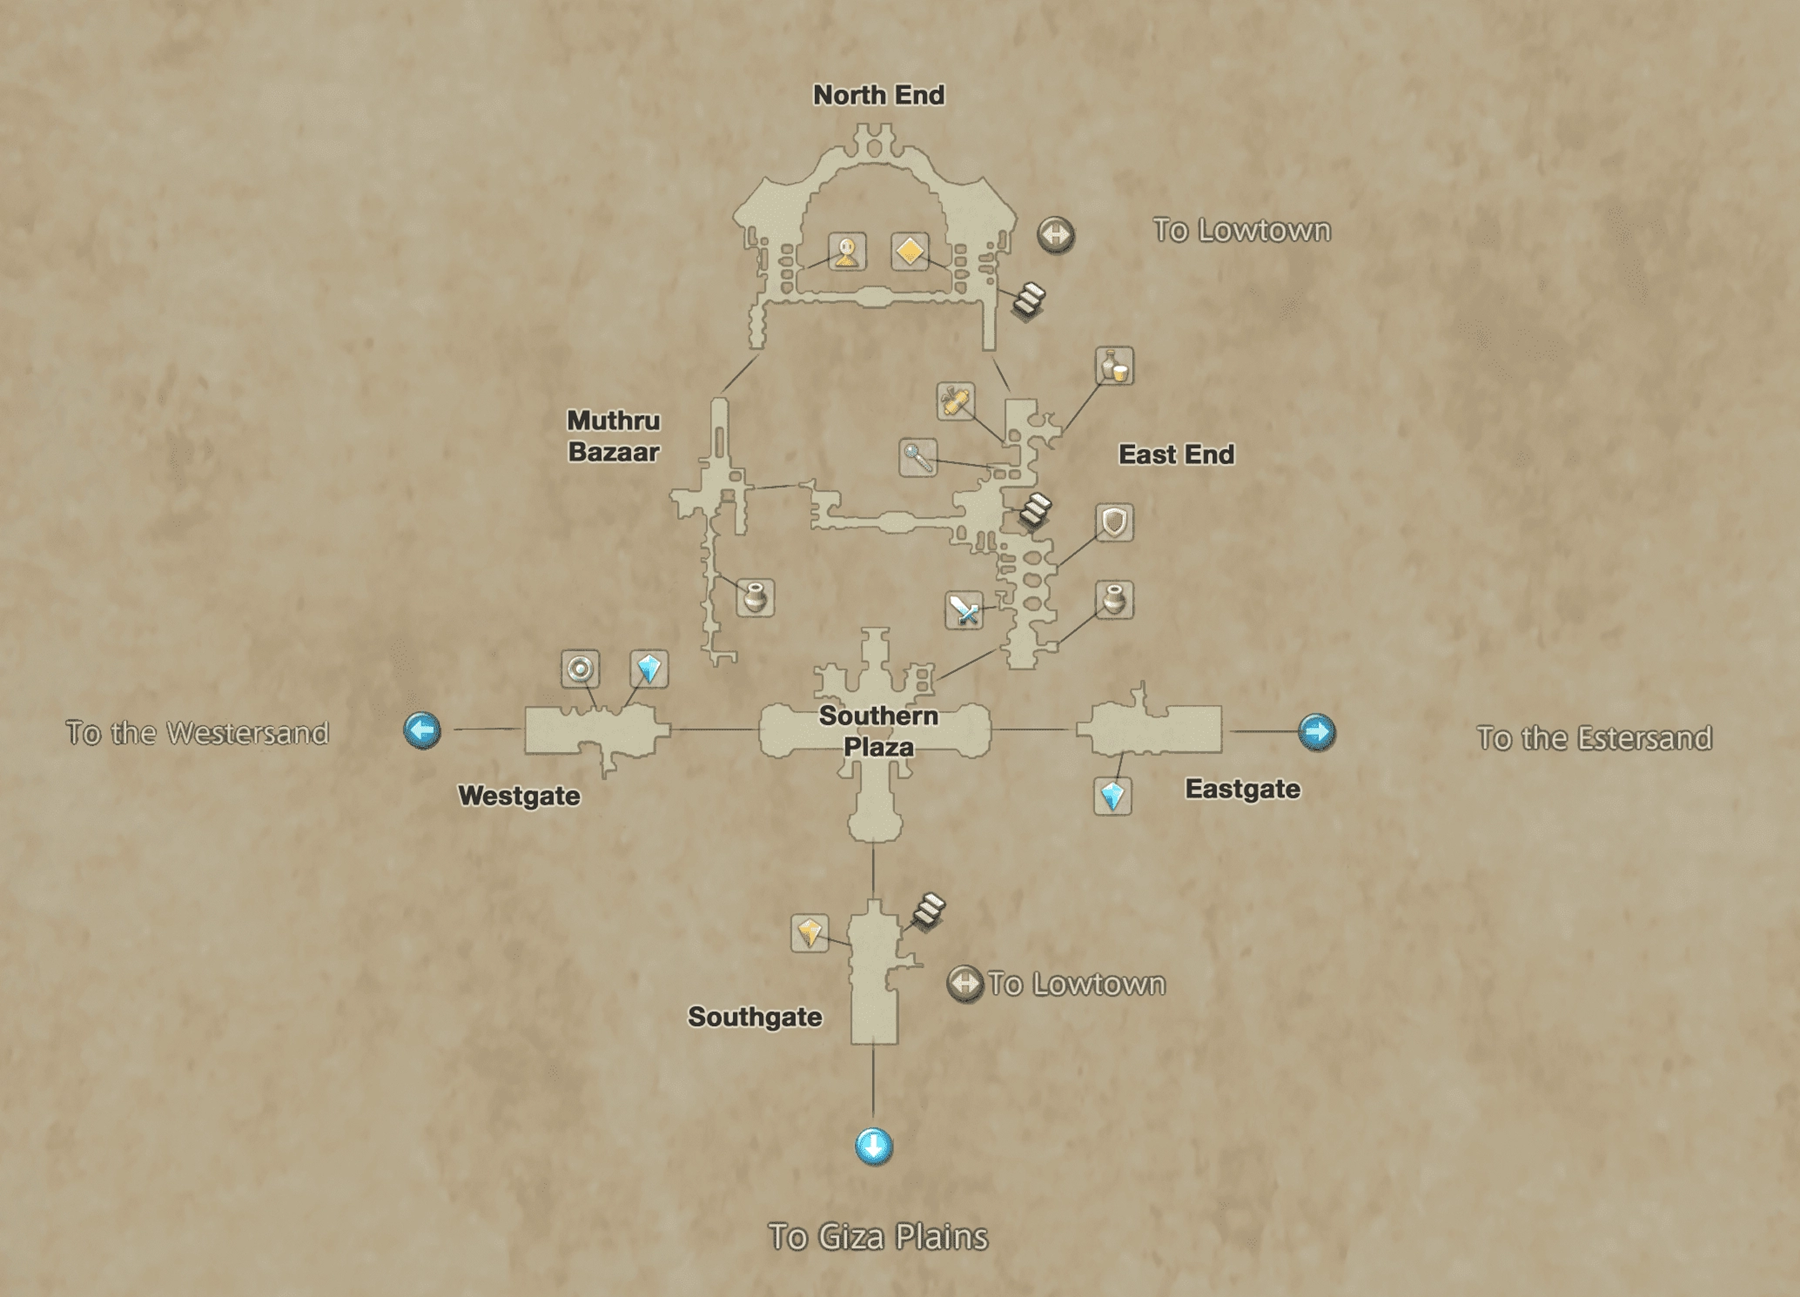 North End
To Lowtown
Muthru
Bazaar
East End
To the Westersand
Southern
Plaza
To the Estersand
Westgate
Eastgate
To Lowtown
Southgate
To Giza Plains